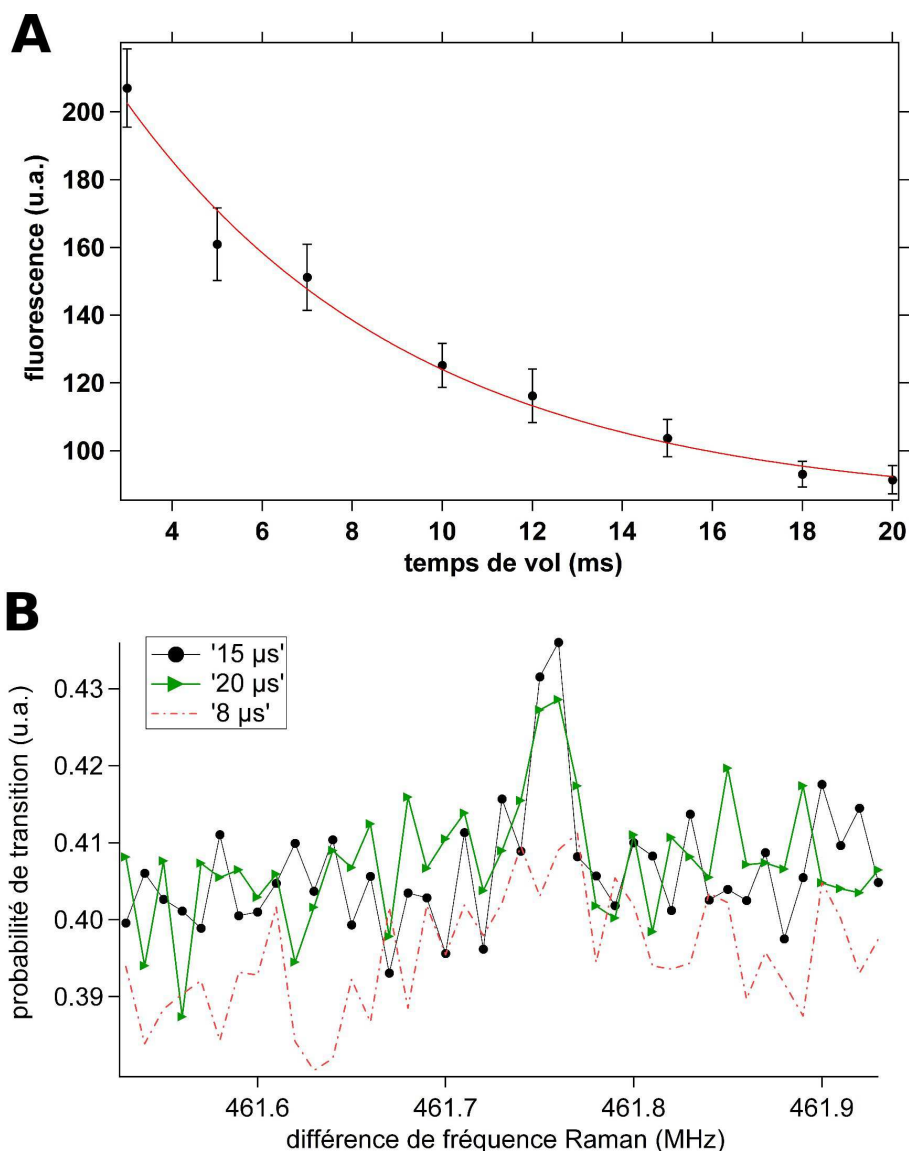 A
fluorescence (u.a.)
200
180
160
140
120
100
4 6 8 10 12 14 16 18 20
temps de vol (ms)
B
probabilité de transition (u.a.)
'15 µs'
'20 µs'
'8 µs'
0.43
0.42
0.41
0.40
0.39
461.6 461.7 461.8 461.9
différence de fréquence Raman (MHz)